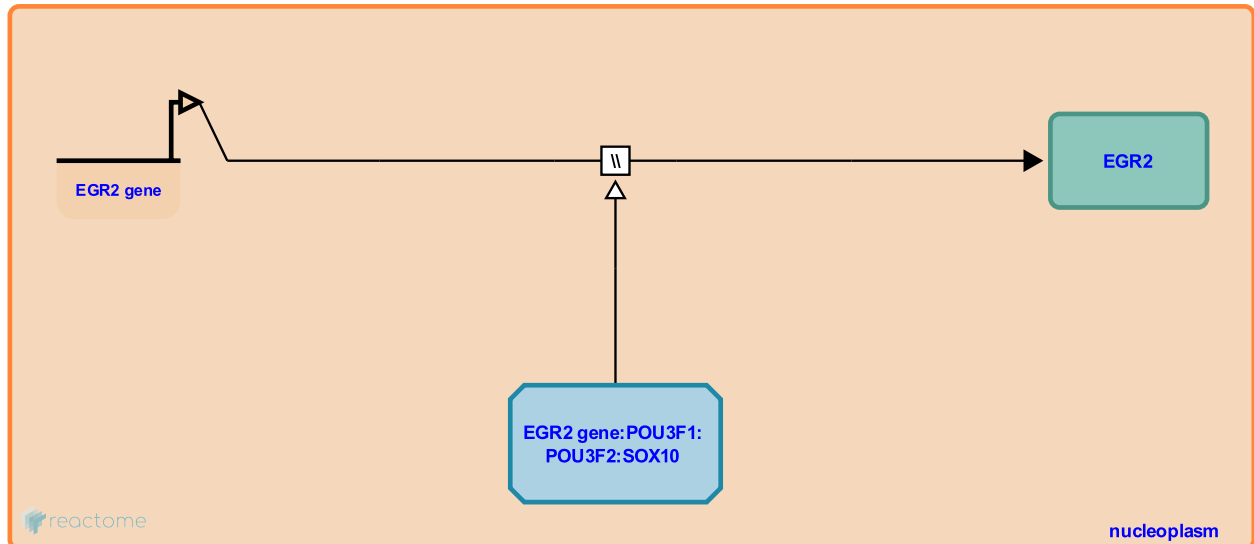 \\
EGR2
EGR2 gene
EGR2 gene:POU3F1:
POU3F2:SOX10
reactome
nucleoplasm